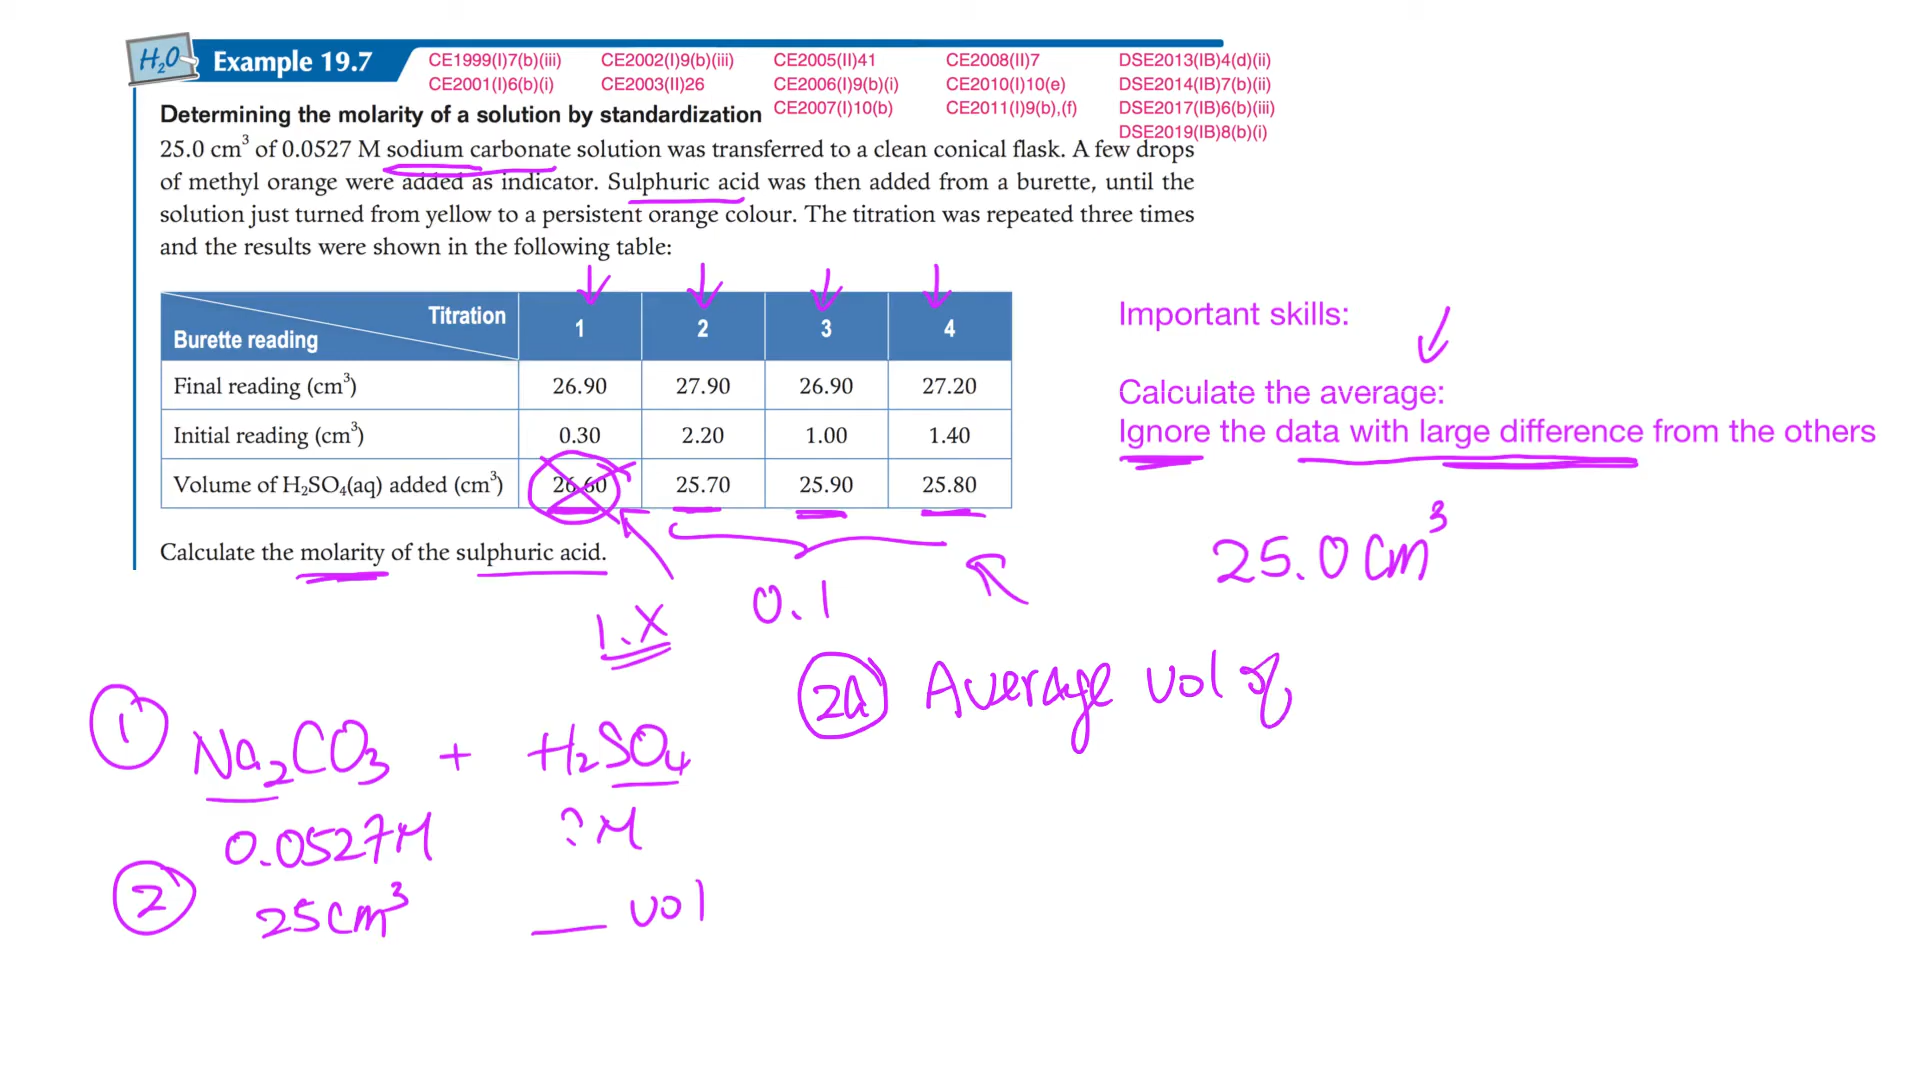 H₂O Example 19.7
CE1999(I)7(b)(iii) CE2002(I)9(b)(iii) CE2005(II)41 CE2008(II)7 DSE2013(IB)4(d)(ii)
CE2001(I)6(b)(i) CE2003(II)26 CE2006(I)9(b)(i) CE2010(I)10(e) DSE2014(IB)7(b)(ii)
CE2007(I)10(b) CE2011(I)9(b),(f) DSE2017(IB)6(b)(iii)
DSE2019(IB)8(b)(i)
Determining the molarity of a solution by standardization
25.0 cm³ of 0.0527 M sodium carbonate solution was transferred to a clean conical flask. A few drops
of methyl orange were added as indicator. Sulphuric acid was then added from a burette, until the
solution just turned from yellow to a persistent orange colour. The titration was repeated three times
and the results were shown in the following table:
Titration
Burette reading
1 2 3 4
Final reading (cm³) 26.90 27.90 26.90 27.20
Initial reading (cm³) 0.30 2.20 1.00 1.40
Volume of H₂SO₄(aq) added (cm³) 26.60 25.70 25.90 25.80
Calculate the molarity of the sulphuric acid.
Important skills:
Calculate the average:
Ignore the data with large difference from the others
25.0 cm³
0.1
1.X
2a Average vol of
1 Na₂CO₃ + H₂SO₄
0.0527M ?M
2 25cm³ __ vol